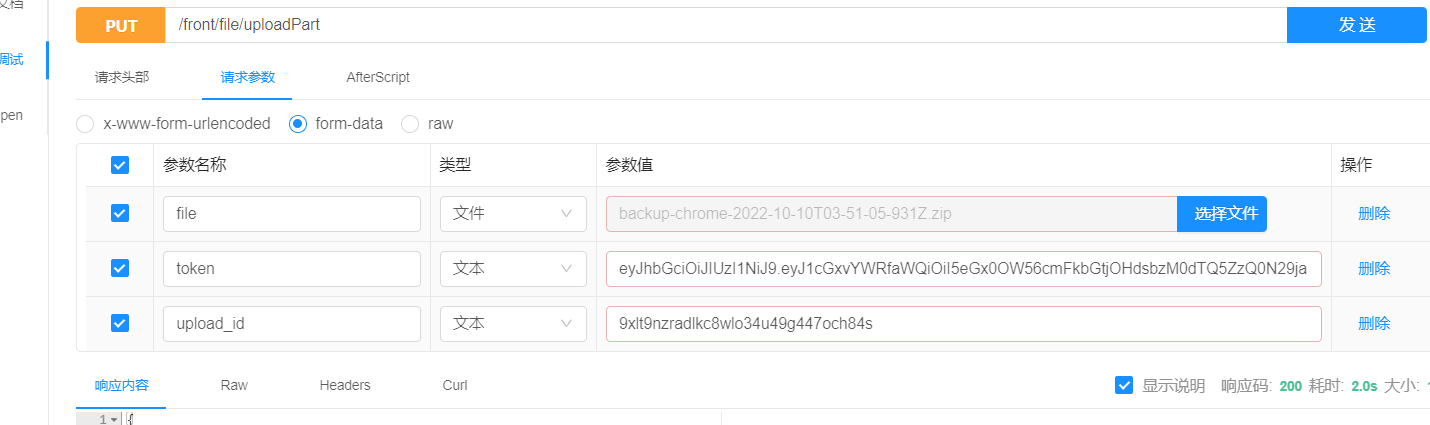 文档
PUT /front/file/uploadPart 发 送
调试
请求头部 请求参数 AfterScript
pen
x-www-form-urlencoded form-data raw
参数名称 类型 参数值 操作
file 文件 backup-chrome-2022-10-10T03-51-05-931Z.zip 选择文件 删除
token 文本 eyJhbGciOiJIUzI1NiJ9.eyJ1cGxvYWRfaWQiOiI5eGx0OW56cmFkbGtjOHdsbzM0dTQ5ZzQ0N29ja 删除
upload_id 文本 9xlt9nzradlkc8wlo34u49g447och84s 删除
响应内容 Raw Headers Curl 显示说明 响应码: 200 耗时: 2.0s 大小:
1 {